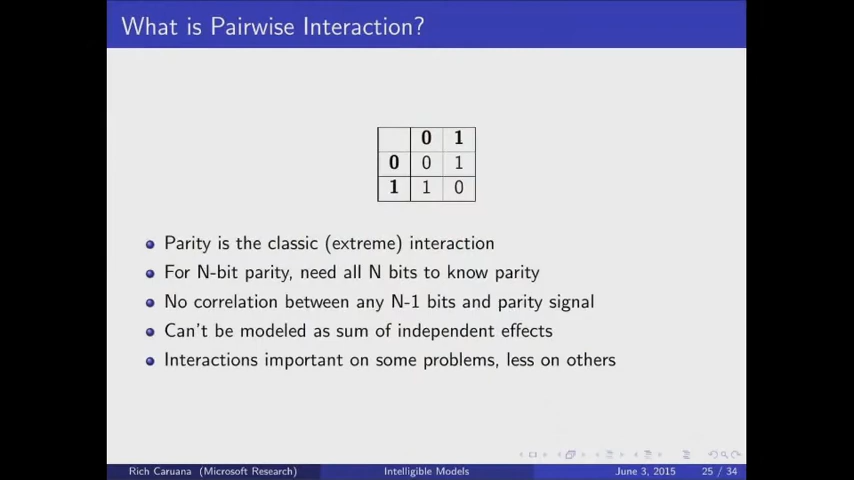 What is Pairwise Interaction?
0 1
0 0 1
1 1 0
Parity is the classic (extreme) interaction
For N-bit parity, need all N bits to know parity
No correlation between any N-1 bits and parity signal
Can't be modeled as sum of independent effects
Interactions important on some problems, less on others
Rich Caruana (Microsoft Research) Intelligible Models June 3, 2015 25 / 34